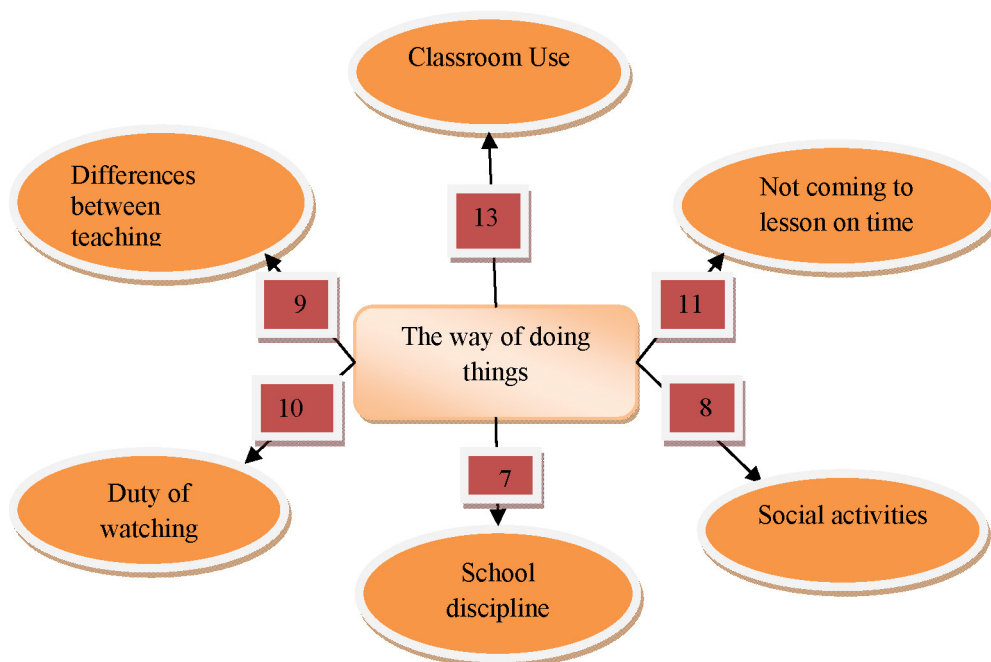 Classroom Use
Differences
between
teaching
Not coming to
lesson on time
13
9
11
The way of doing
things
10
8
7
Duty of
watching
Social activities
School
discipline